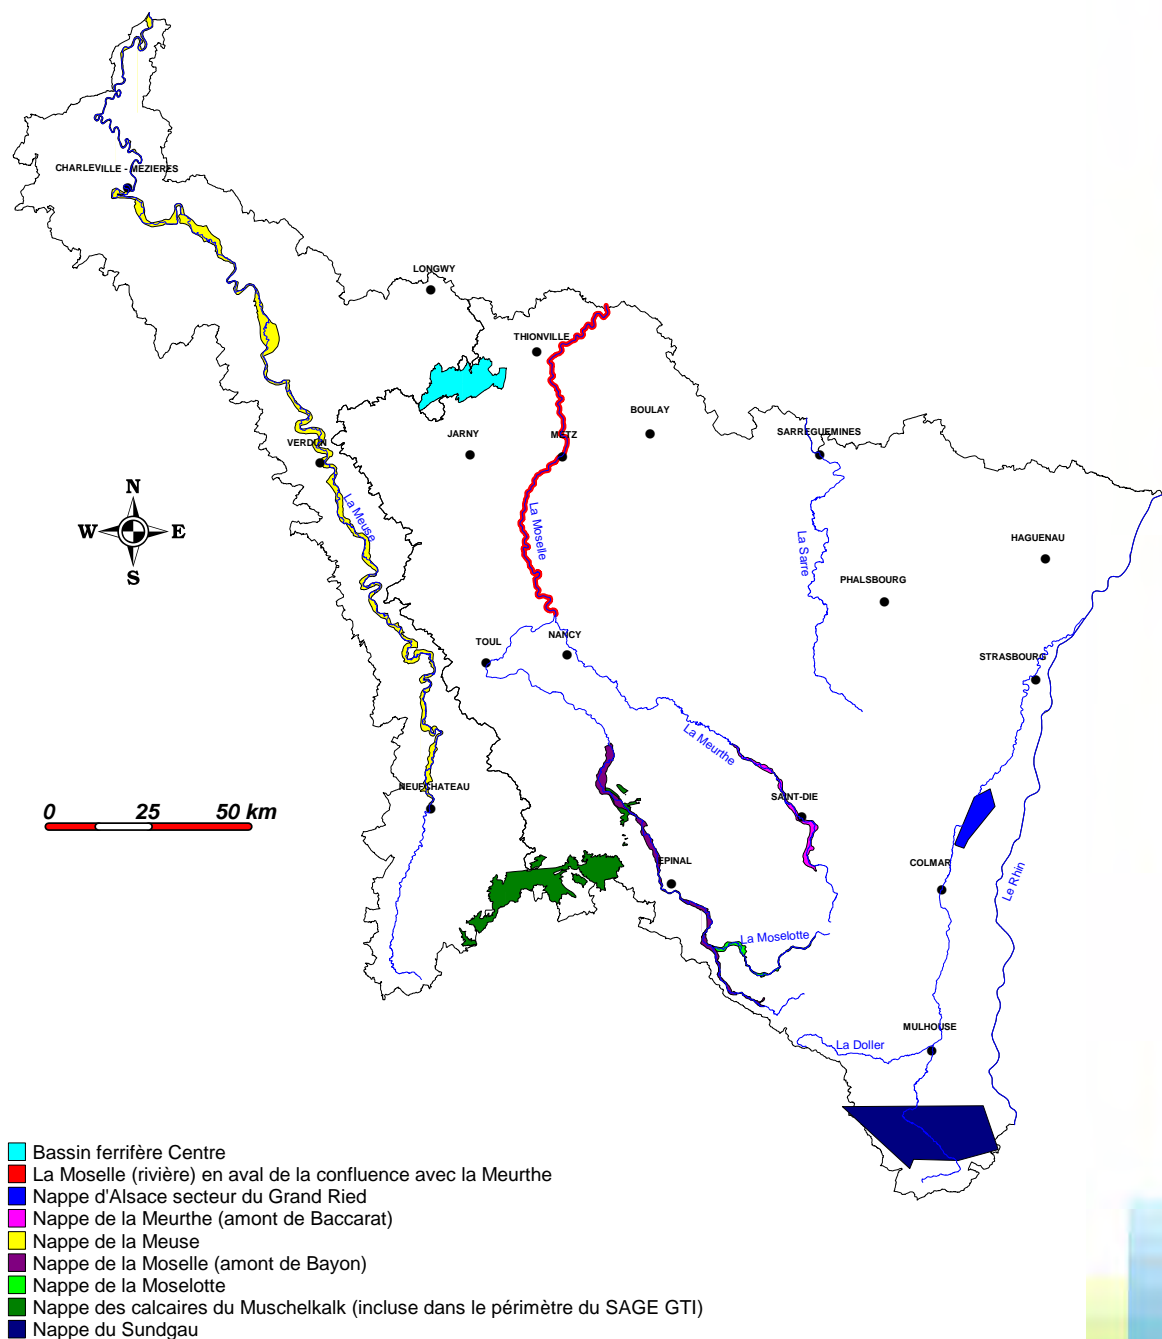 CHARLEVILLE - MEZIERES
LONGWY
THIONVILLE
BOULAY
JARNY
METZ
SARREGUEMINES
VERDUN
La Meuse
La Moselle
La Sarre
N
W E
S
HAGUENAU
PHALSBOURG
TOUL
NANCY
STRASBOURG
La Meurthe
NEUFCHATEAU
SAINT-DIE
0 25 50 km
EPINAL
COLMAR
Le Rhin
La Moselotte
MULHOUSE
La Doller
Bassin ferrifère Centre
La Moselle (rivière) en aval de la confluence avec la Meurthe
Nappe d'Alsace secteur du Grand Ried
Nappe de la Meurthe (amont de Baccarat)
Nappe de la Meuse
Nappe de la Moselle (amont de Bayon)
Nappe de la Moselotte
Nappe des calcaires du Muschelkalk (incluse dans le périmètre du SAGE GTI)
Nappe du Sundgau